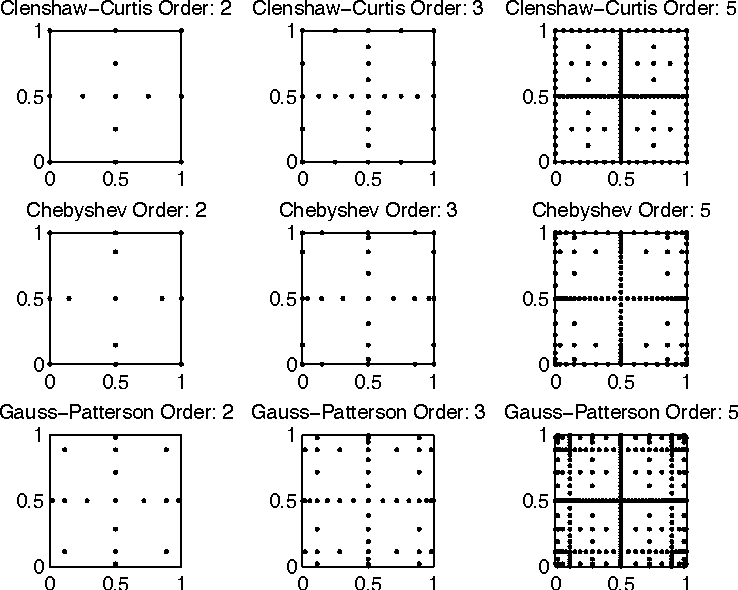 Clenshaw–Curtis Order: 2
Clenshaw–Curtis Order: 3
Clenshaw–Curtis Order: 5
1
0.5
0
0 0.5 1
1
0.5
0
0 0.5 1
1
0.5
0
0 0.5 1
Chebyshev Order: 2
Chebyshev Order: 3
Chebyshev Order: 5
1
0.5
0
0 0.5 1
1
0.5
0
0 0.5 1
1
0.5
0
0 0.5 1
Gauss–Patterson Order: 2
Gauss–Patterson Order: 3
Gauss–Patterson Order: 5
1
0.5
0
0 0.5 1
1
0.5
0
0 0.5 1
1
0.5
0
0 0.5 1